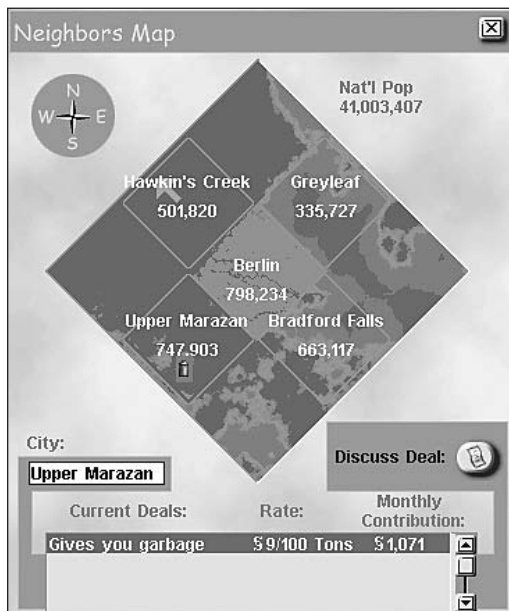 Neighbors Map
Nat'l Pop
41,003,407
N
W E
S
Hawkin's Creek
501,820
Greyleaf
335,727
Berlin
798,234
Upper Marazan
747.903
Bradford Falls
663,117
City:
Upper Marazan
Discuss Deal:
Current Deals: Rate: Monthly
Contribution:
Gives you garbage §9/100 Tons §1,071